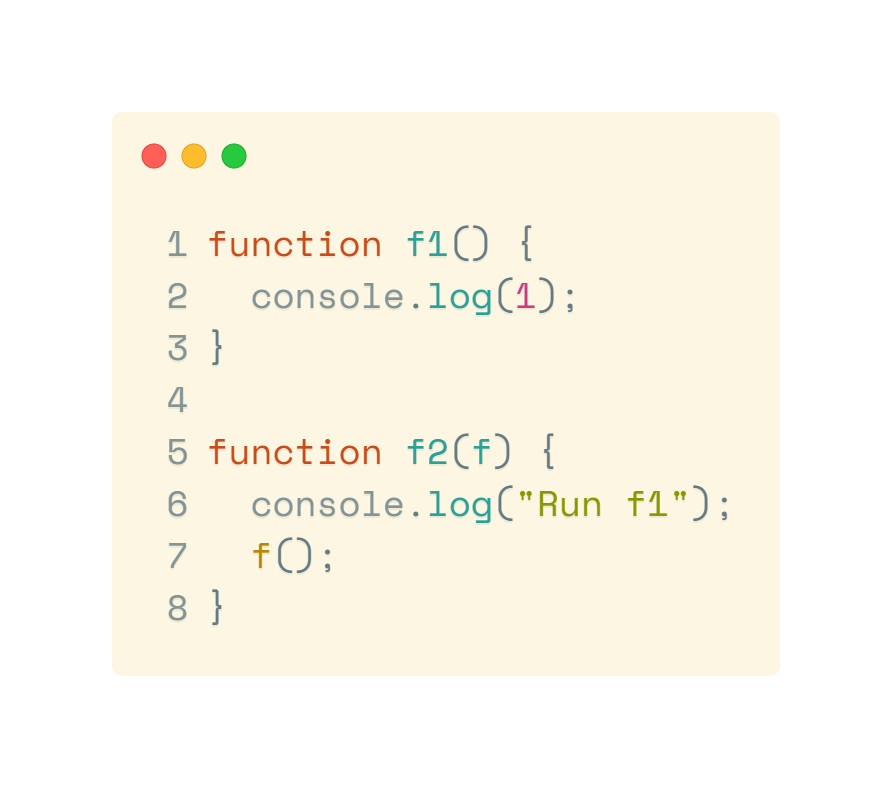 1 function f1() {
2   console.log(1);
3 }
4
5 function f2(f) {
6   console.log("Run f1");
7   f();
8 }